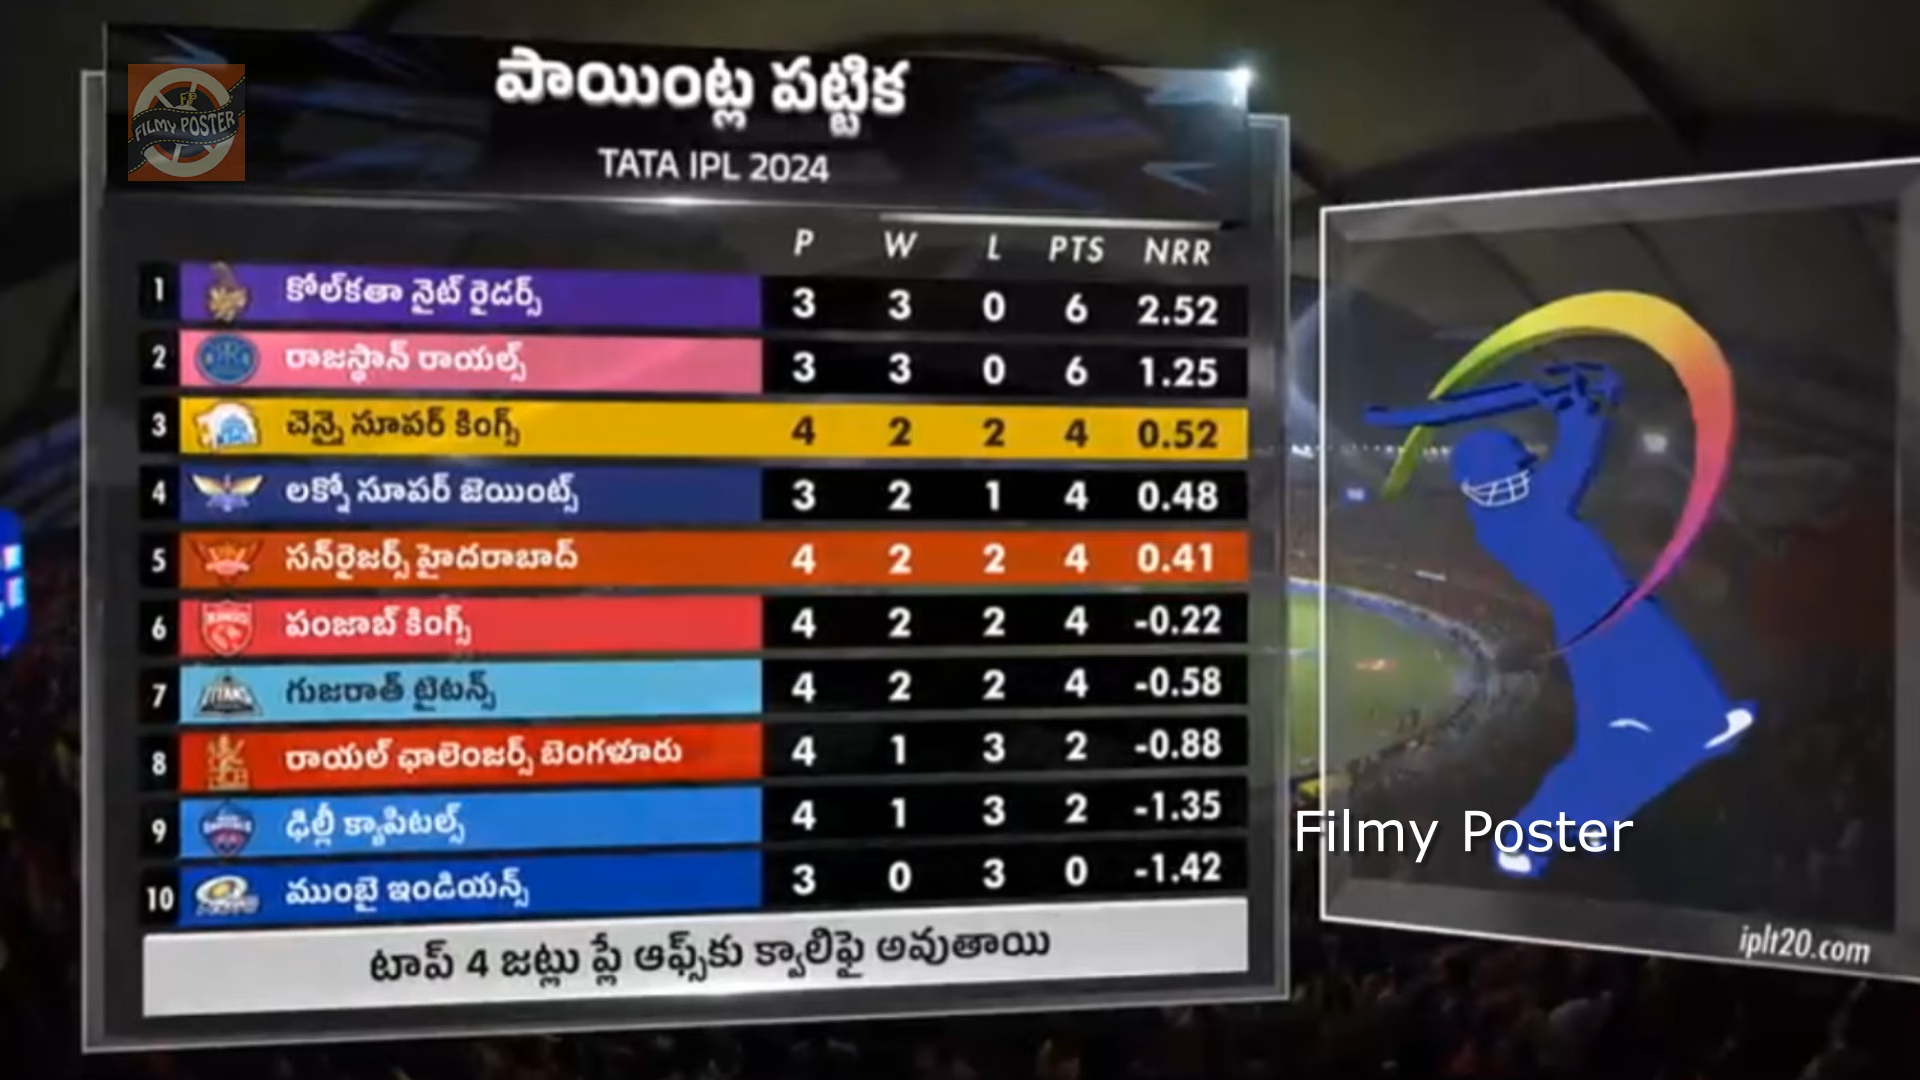 పాయింట్ల పట్టిక
FILMY POSTER
TATA IPL 2024
P W L PTS NRR
1 కోల్‌కతా నైట్ రైడర్స్ 3 3 0 6 2.52
2 రాజస్థాన్ రాయల్స్ 3 3 0 6 1.25
3 చెన్నై సూపర్ కింగ్స్ 4 2 2 4 0.52
4 లక్నో సూపర్ జెయింట్స్ 3 2 1 4 0.48
5 సన్‌రైజర్స్ హైదరాబాద్ 4 2 2 4 0.41
6 పంజాబ్ కింగ్స్ 4 2 2 4 -0.22
7 TITANS గుజరాత్ టైటన్స్ 4 2 2 4 -0.58
8 రాయల్ ఛాలెంజర్స్ బెంగళూరు 4 1 3 2 -0.88
9 ఢిల్లీ క్యాపిటల్స్ 4 1 3 2 -1.35
10 ముంబై ఇండియన్స్ 3 0 3 0 -1.42
టాప్ 4 జట్లు ప్లే ఆఫ్స్‌కు క్వాలిఫై అవుతాయి
Filmy Poster
iplt20.com